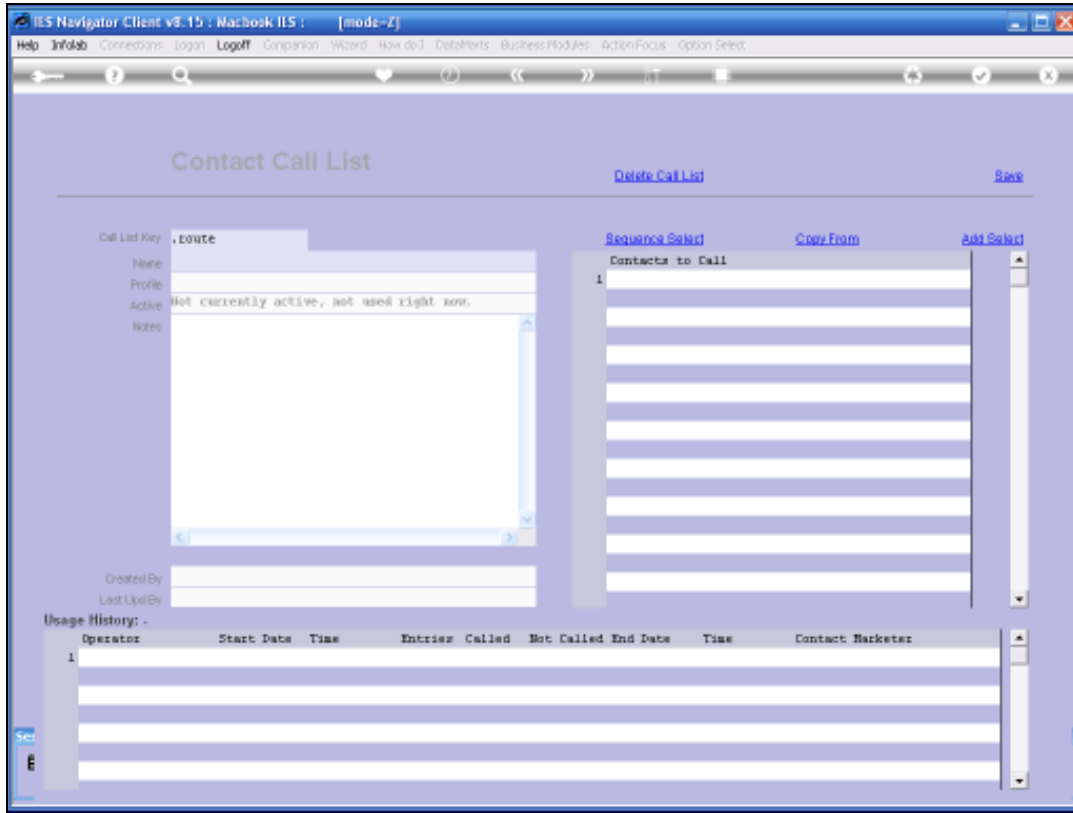 IES Navigator Client v8.15 : Macbook IES : [mode=Z]
Help Infolab Connections Logon Logoff Companion Wizard How do I DataAlerts Business Modules Action Focus Option Select
Contact Call List
Delete Call List Save
Call List Key .route
Sequence Select Copy From Add Select
Name
Contacts to Call
Profile
1
Active Not currently active, not used right now.
Notes
Created By
Last Upd By
Usage History: -
Operator Start Date Time Entries Called Not Called End Date Time Contact Marketer
1